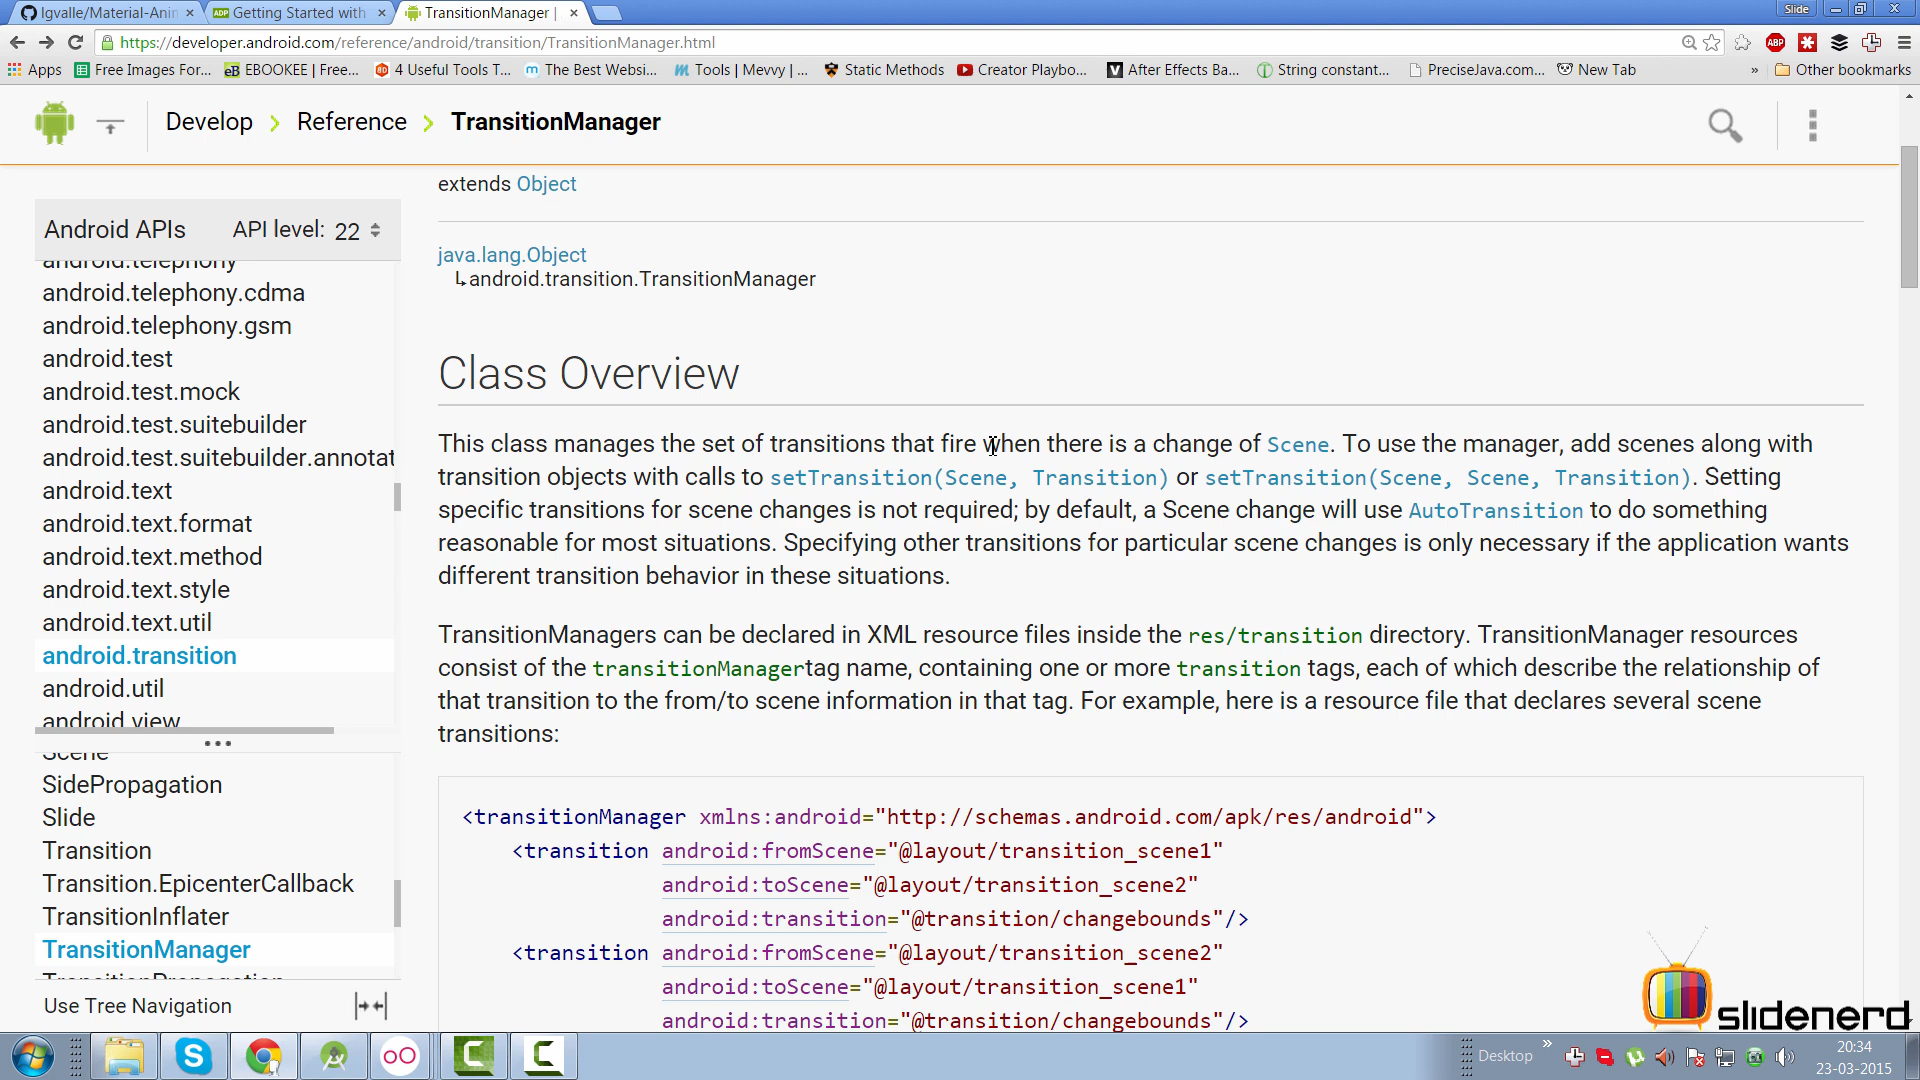 lgvalle/Material-Anin
Getting Started with
TransitionManager |
Slide
https://developer.android.com/reference/android/transition/TransitionManager.html
ABP
Apps
Free Images For...
EBOOKEE | Free...
4 Useful Tools T...
The Best Websi...
Tools | Mevvy | ...
Static Methods
Creator Playbo...
After Effects Ba...
String constant...
PreciseJava.com...
New Tab
»
Other bookmarks
Develop > Reference > TransitionManager
extends Object
Android APIs
API level: 22
java.lang.Object
↳android.transition.TransitionManager
android.telephony
android.telephony.cdma
android.telephony.gsm
android.test
android.test.mock
android.test.suitebuilder
android.test.suitebuilder.annotat
android.text
android.text.format
android.text.method
android.text.style
android.text.util
android.transition
android.util
android.view
Scene
SidePropagation
Slide
Transition
Transition.EpicenterCallback
TransitionInflater
TransitionManager
TransitionPropagation
Use Tree Navigation
Class Overview
This class manages the set of transitions that fire when there is a change of Scene. To use the manager, add scenes along with
transition objects with calls to setTransition(Scene, Transition) or setTransition(Scene, Scene, Transition). Setting
specific transitions for scene changes is not required; by default, a Scene change will use AutoTransition to do something
reasonable for most situations. Specifying other transitions for particular scene changes is only necessary if the application wants
different transition behavior in these situations.
TransitionManagers can be declared in XML resource files inside the res/transition directory. TransitionManager resources
consist of the transitionManagertag name, containing one or more transition tags, each of which describe the relationship of
that transition to the from/to scene information in that tag. For example, here is a resource file that declares several scene
transitions:
<transitionManager xmlns:android="http://schemas.android.com/apk/res/android">
<transition android:fromScene="@layout/transition_scene1"
android:toScene="@layout/transition_scene2"
android:transition="@transition/changebounds"/>
<transition android:fromScene="@layout/transition_scene2"
android:toScene="@layout/transition_scene1"
android:transition="@transition/changebounds"/>
slidenerd
Desktop
»
20:34
23-03-2015